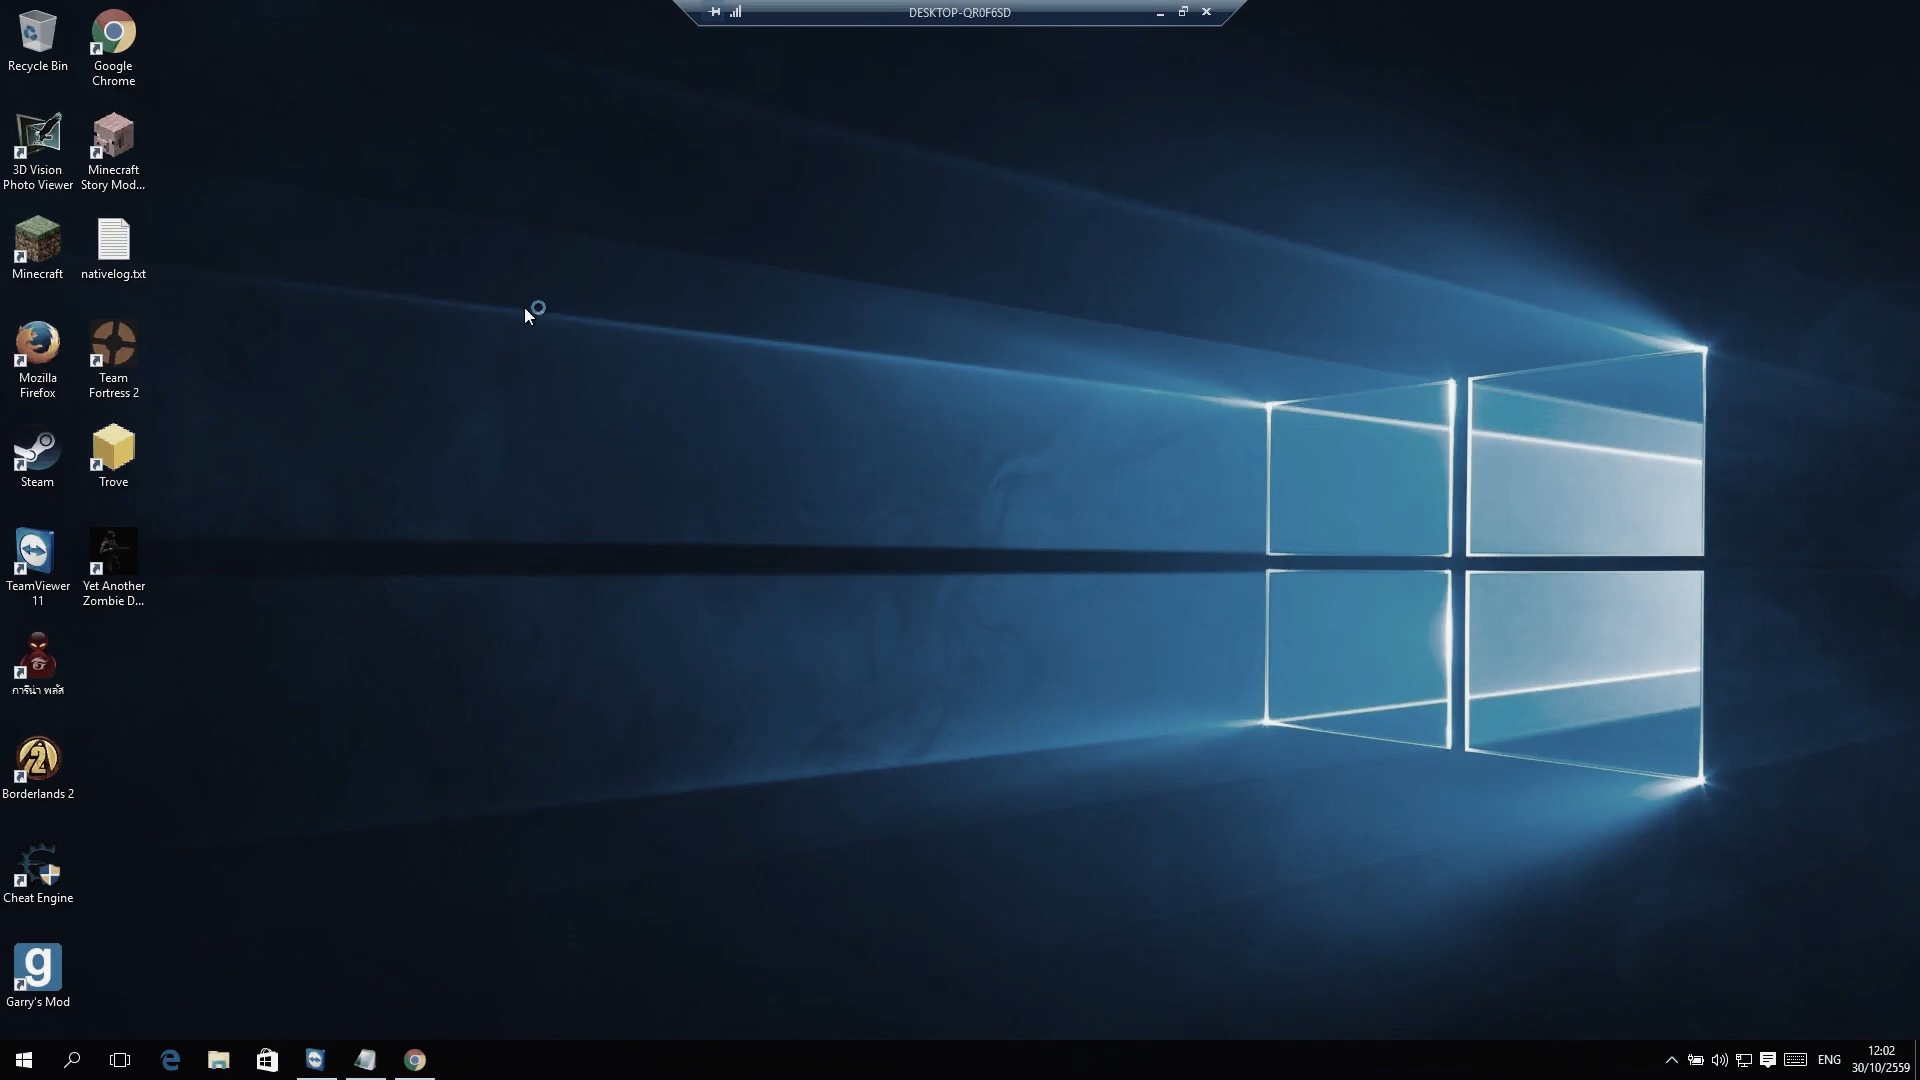 DESKTOP-QR0F6SD
Recycle Bin
Google
Chrome
3D Vision
Photo Viewer
Minecraft
Story Mod...
Minecraft
nativelog.txt
Mozilla
Firefox
Team
Fortress 2
Steam
Trove
TeamViewer
11
Yet Another
Zombie D...
การีน่า พลัส
Borderlands 2
Cheat Engine
g
Garry's Mod
ENG
12:02
30/10/2559